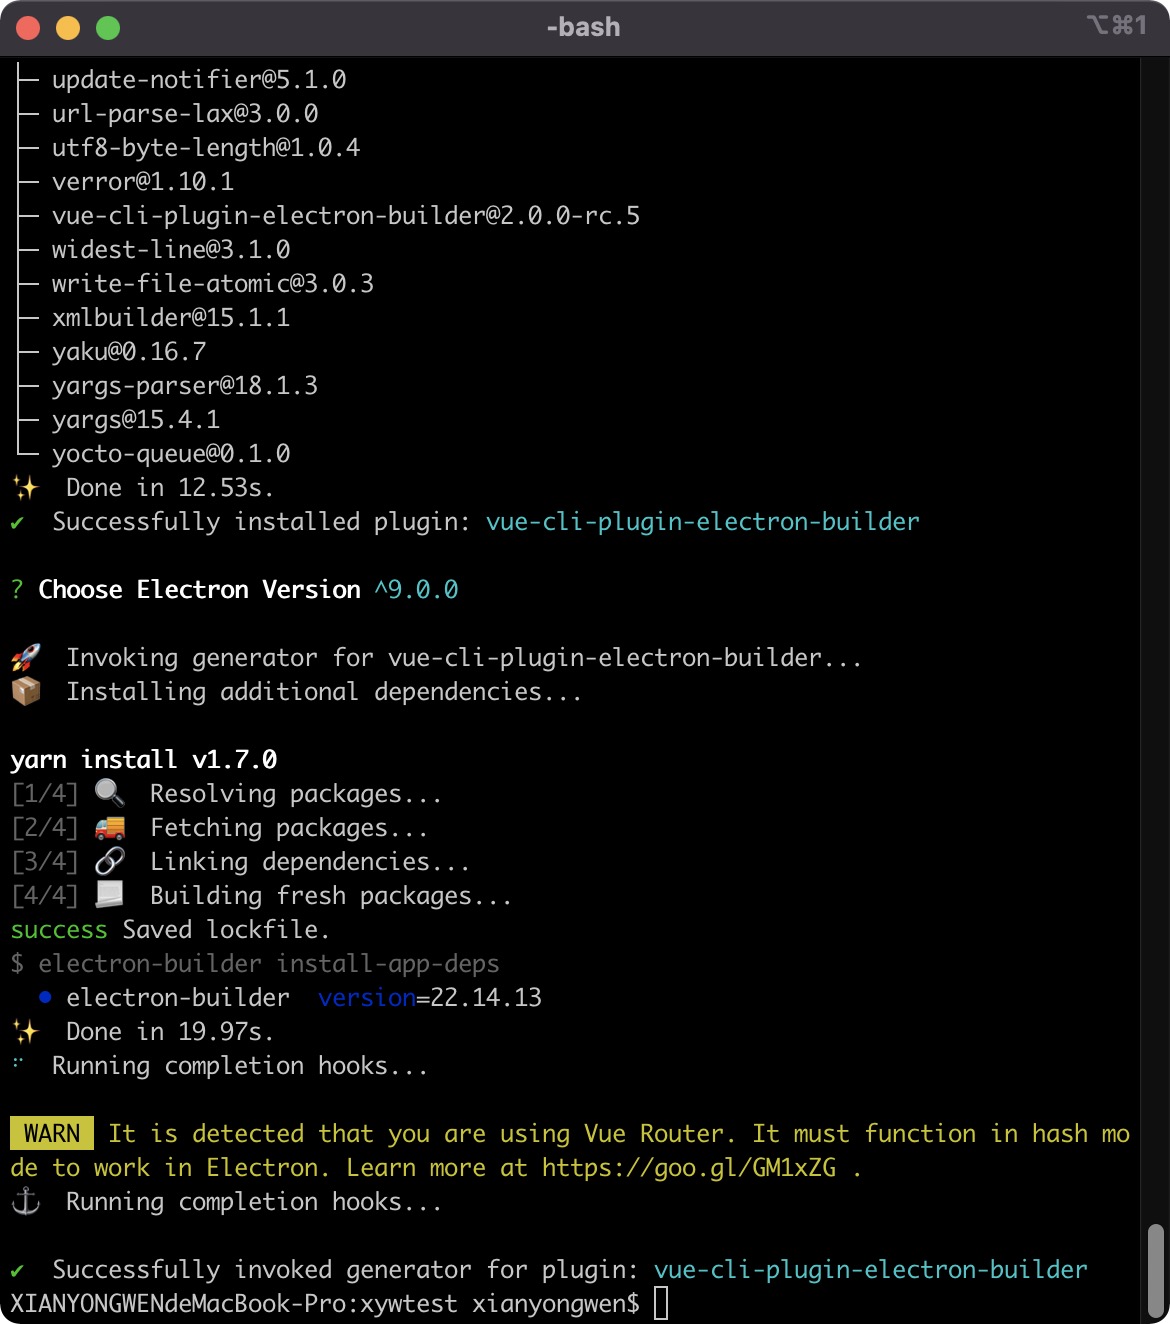 -bash
⌥⌘1
├─ update-notifier@5.1.0
├─ url-parse-lax@3.0.0
├─ utf8-byte-length@1.0.4
├─ verror@1.10.1
├─ vue-cli-plugin-electron-builder@2.0.0-rc.5
├─ widest-line@3.1.0
├─ write-file-atomic@3.0.3
├─ xmlbuilder@15.1.1
├─ yaku@0.16.7
├─ yargs-parser@18.1.3
├─ yargs@15.4.1
└─ yocto-queue@0.1.0
✨  Done in 12.53s.
✔  Successfully installed plugin: vue-cli-plugin-electron-builder
? Choose Electron Version ^9.0.0
🚀  Invoking generator for vue-cli-plugin-electron-builder...
📦  Installing additional dependencies...
yarn install v1.7.0
[1/4] 🔍  Resolving packages...
[2/4] 🚚  Fetching packages...
[3/4] 🔗  Linking dependencies...
[4/4] 📃  Building fresh packages...
success Saved lockfile.
$ electron-builder install-app-deps
  • electron-builder  version=22.14.13
✨  Done in 19.97s.
⠋  Running completion hooks...
WARN  It is detected that you are using Vue Router. It must function in hash mo
de to work in Electron. Learn more at https://goo.gl/GM1xZG .
⚓  Running completion hooks...
✔  Successfully invoked generator for plugin: vue-cli-plugin-electron-builder
XIANYONGWENdeMacBook-Pro:xywtest xianyongwen$